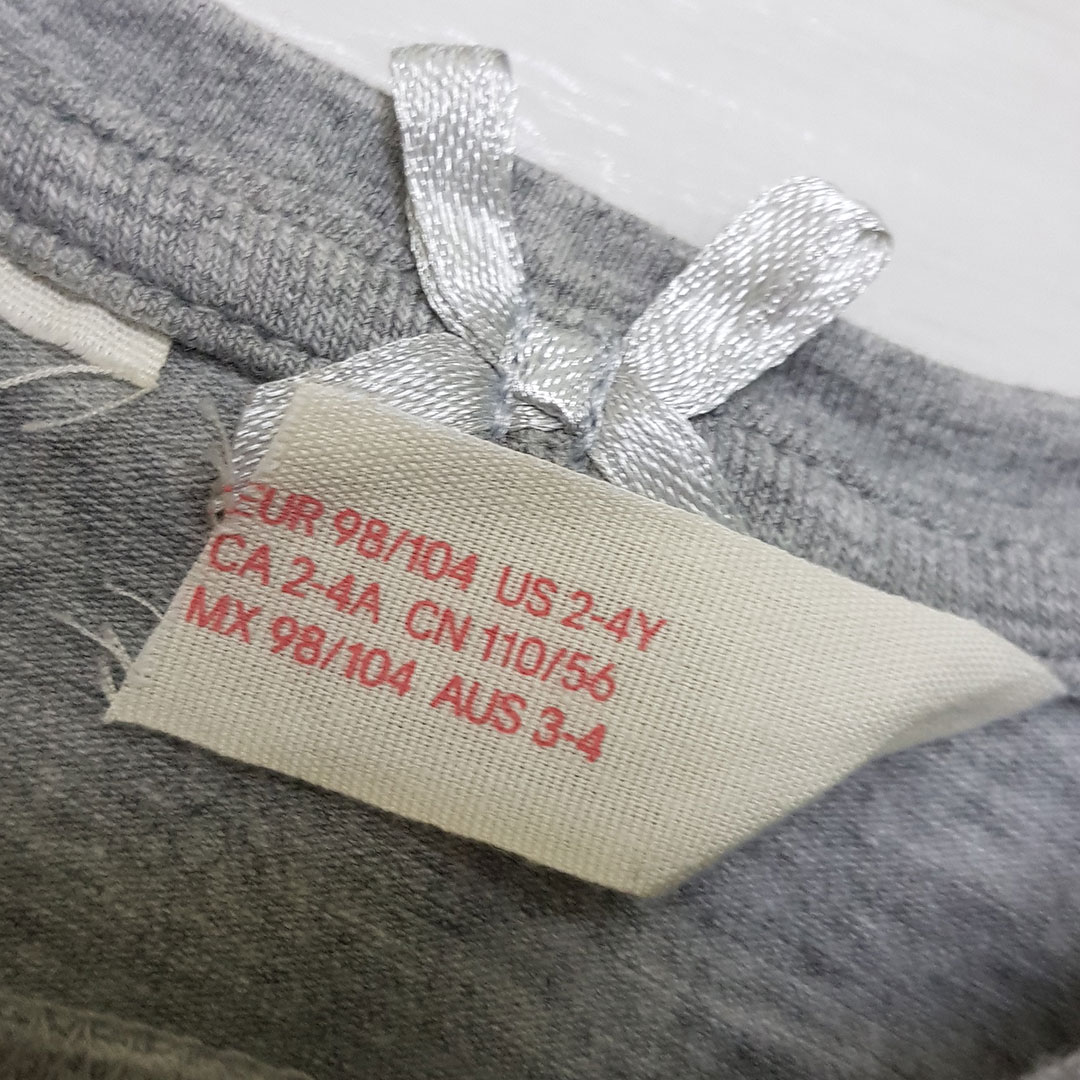 EUR 98/104 US 2-4Y
CA 2-4A CN 110/56
MX 98/104 AUS 3-4